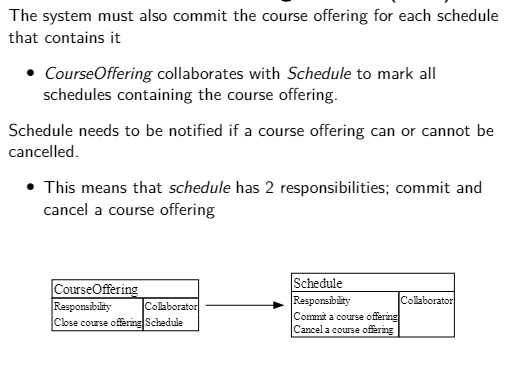 The system must also commit the course offering for each schedule
that contains it
• CourseOffering collaborates with Schedule to mark all
schedules containing the course offering.
Schedule needs to be notified if a course offering can or cannot be
cancelled.
• This means that schedule has 2 responsibilities; commit and
cancel a course offering
CourseOffering
Responsibility Collaborator
Close course offering Schedule
Schedule
Responsibility Collaborator
Commit a course offering
Cancel a course offering